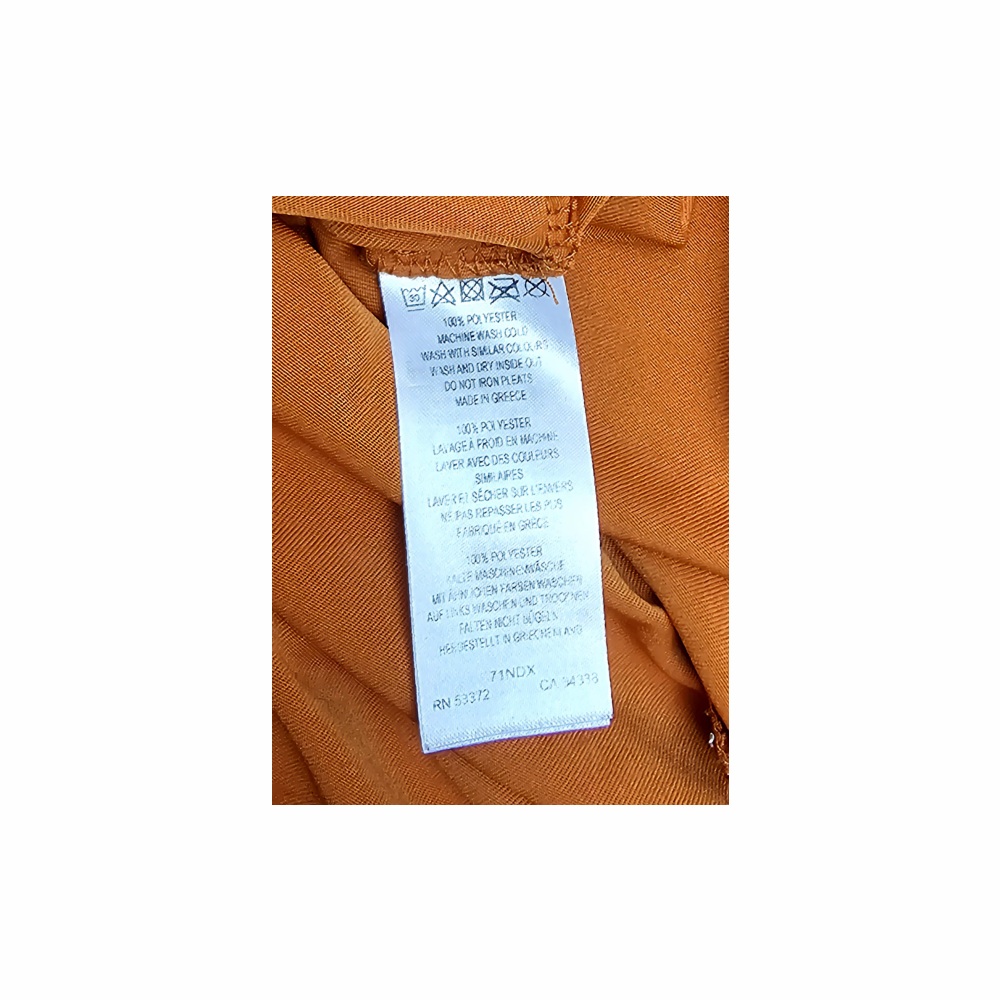 30
100% POLYESTER
MACHINE WASH COLD
WASH WITH SIMILAR COLOURS
WASH AND DRY INSIDE OUT
DO NOT IRON PLEATS
MADE IN GREECE
100% POLYESTER
LAVAGE À FROID EN MACHINE
LAVER AVEC DES COULEURS
SIMILAIRES
LAVER ET SÉCHER SUR L'ENVERS
NE PAS REPASSER LES PLIS
FABRIQUÉ EN GRÈCE
100% POLYESTER
KALTE MASCHINENWÄSCHE
MIT ÄHNLICHEN FARBEN WASCHEN
AUF LINKS WASCHEN UND TROCKNEN
FALTEN NICHT BÜGELN
HERGESTELLT IN GRIECHENLAND
71NDX
RN 53372 CA